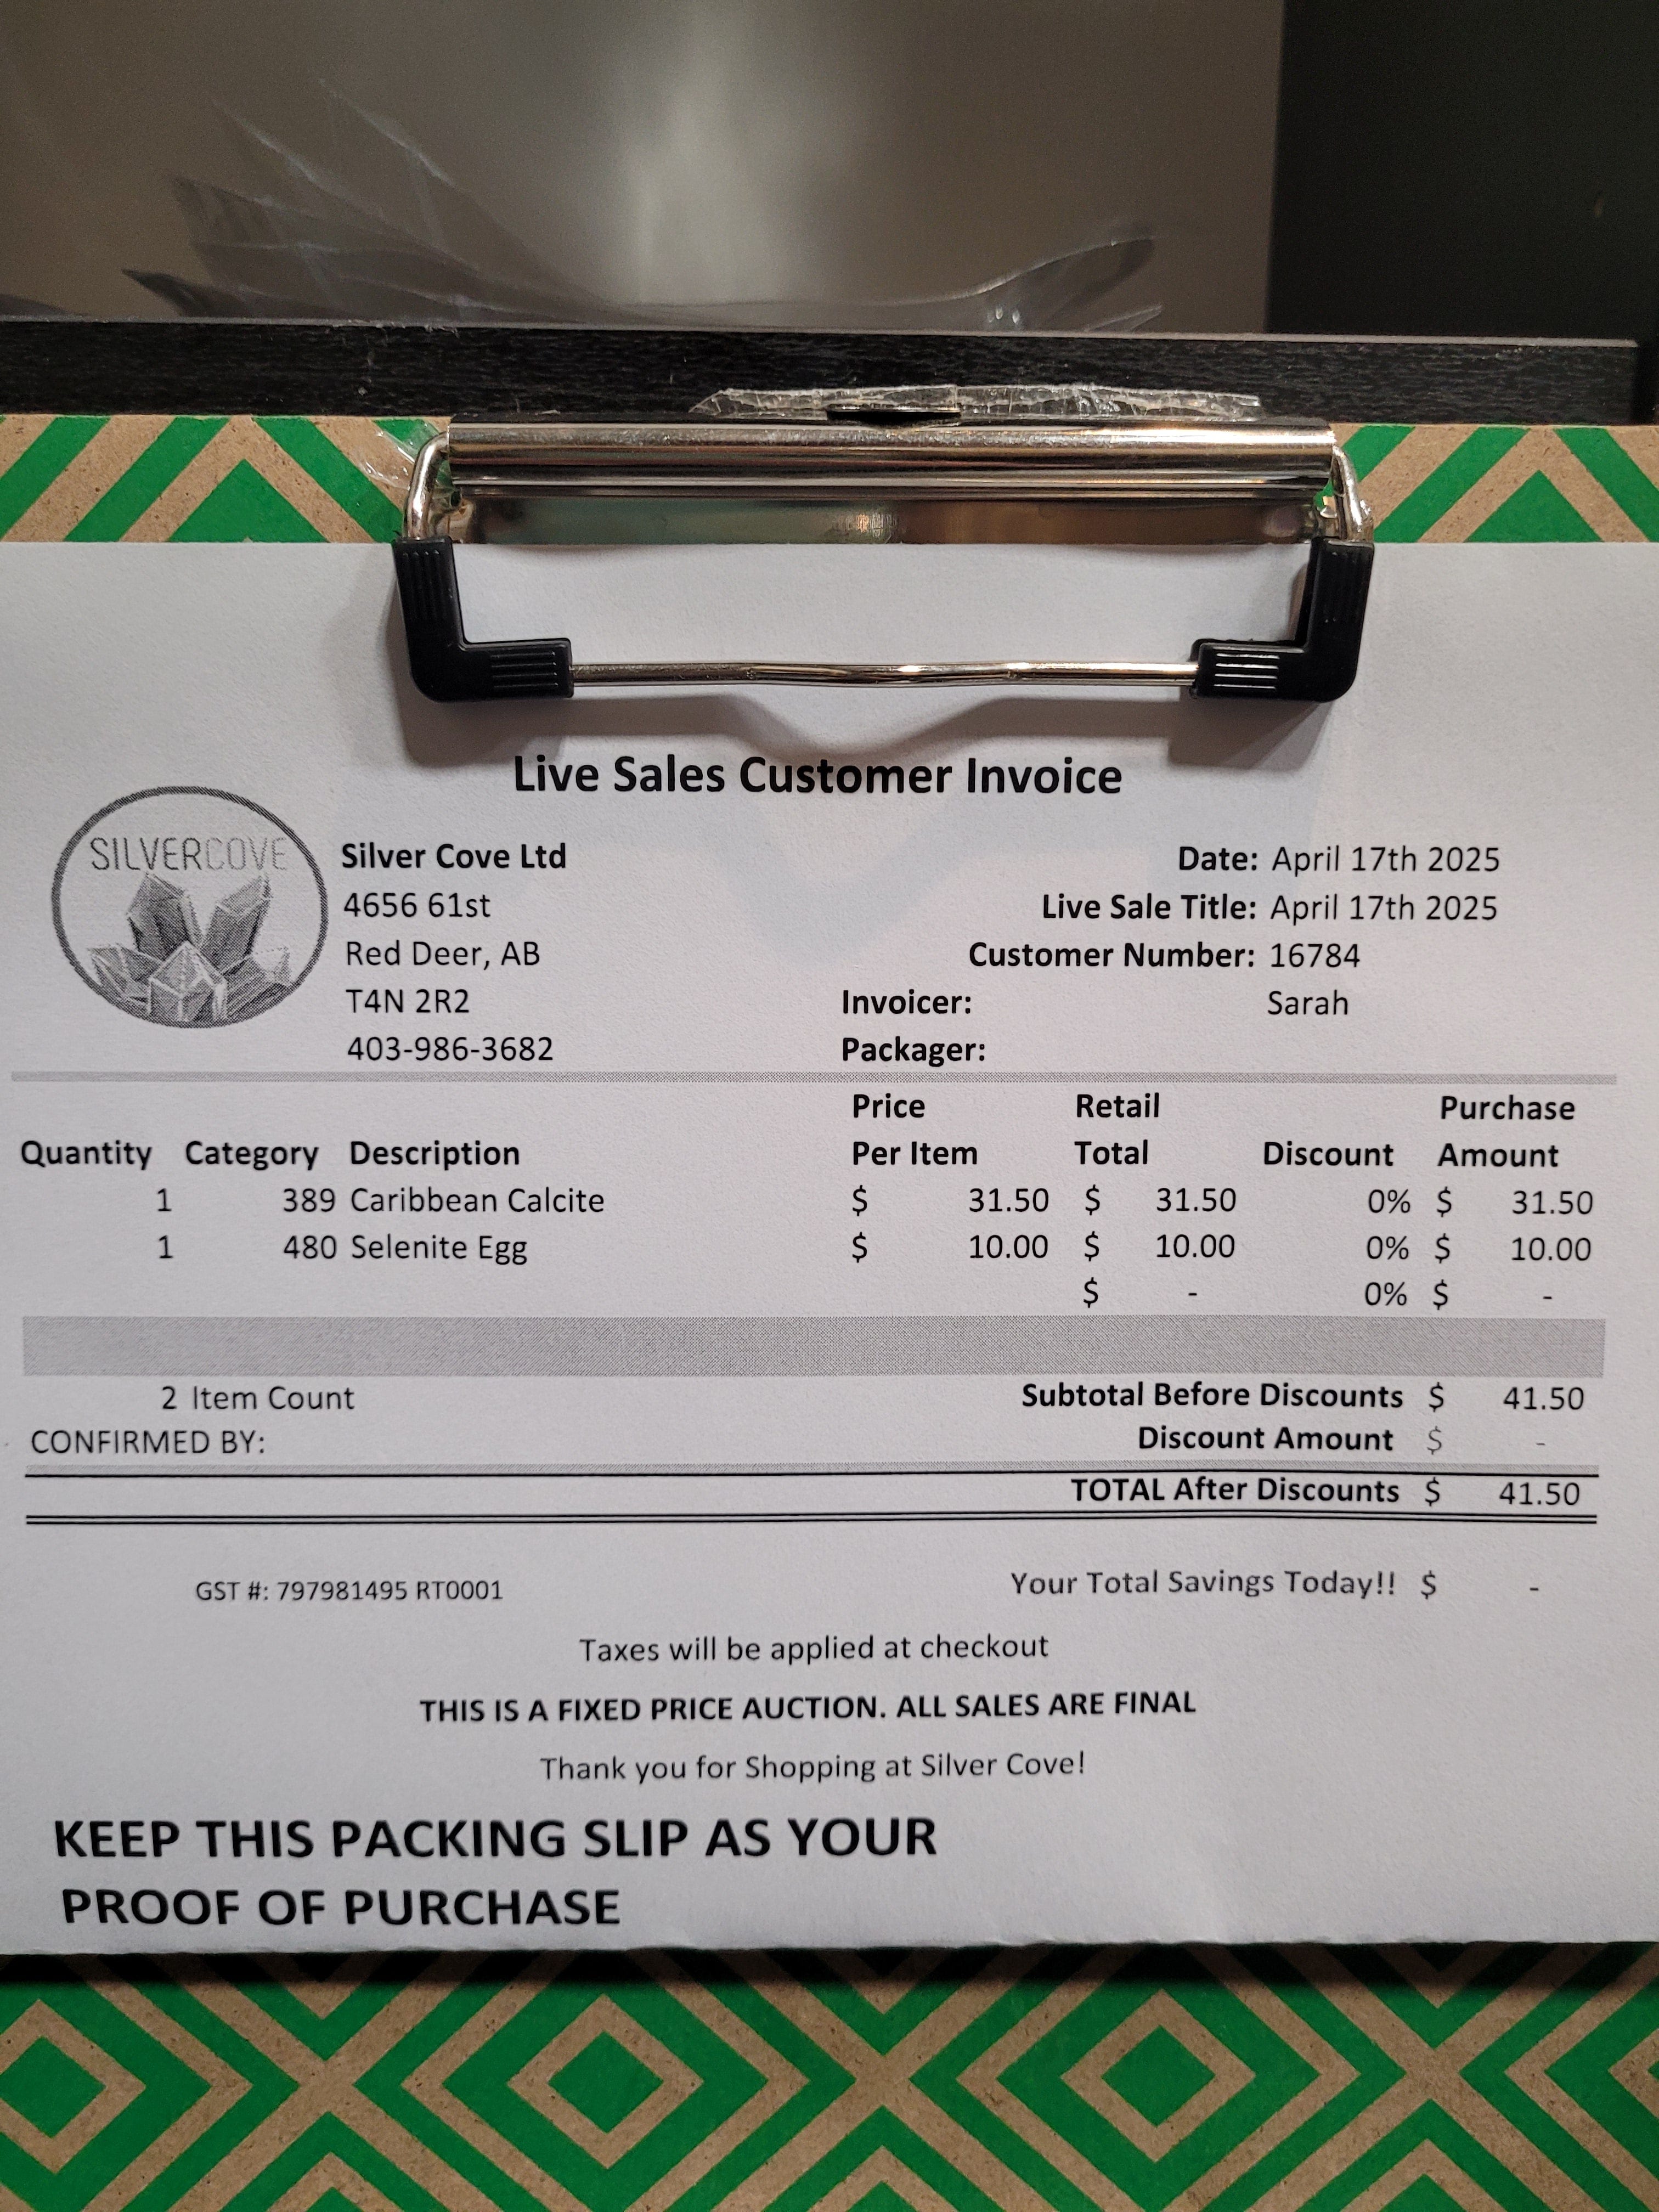 Live Sales Customer Invoice
SILVERCOVE
Silver Cove Ltd
4656 61st
Red Deer, AB
T4N 2R2
403-986-3682
Date: April 17th 2025
Live Sale Title: April 17th 2025
Customer Number: 16784
Invoicer: Sarah
Packager:
Price Retail Purchase
Quantity Category Description Per Item Total Discount Amount
1 389 Caribbean Calcite $ 31.50 $ 31.50 0% $ 31.50
1 480 Selenite Egg $ 10.00 $ 10.00 0% $ 10.00
$ - 0% $ -
2 Item Count Subtotal Before Discounts $ 41.50
CONFIRMED BY: Discount Amount $ -
TOTAL After Discounts $ 41.50
GST #: 797981495 RT0001 Your Total Savings Today!! $ -
Taxes will be applied at checkout
THIS IS A FIXED PRICE AUCTION. ALL SALES ARE FINAL
Thank you for Shopping at Silver Cove!
KEEP THIS PACKING SLIP AS YOUR
PROOF OF PURCHASE